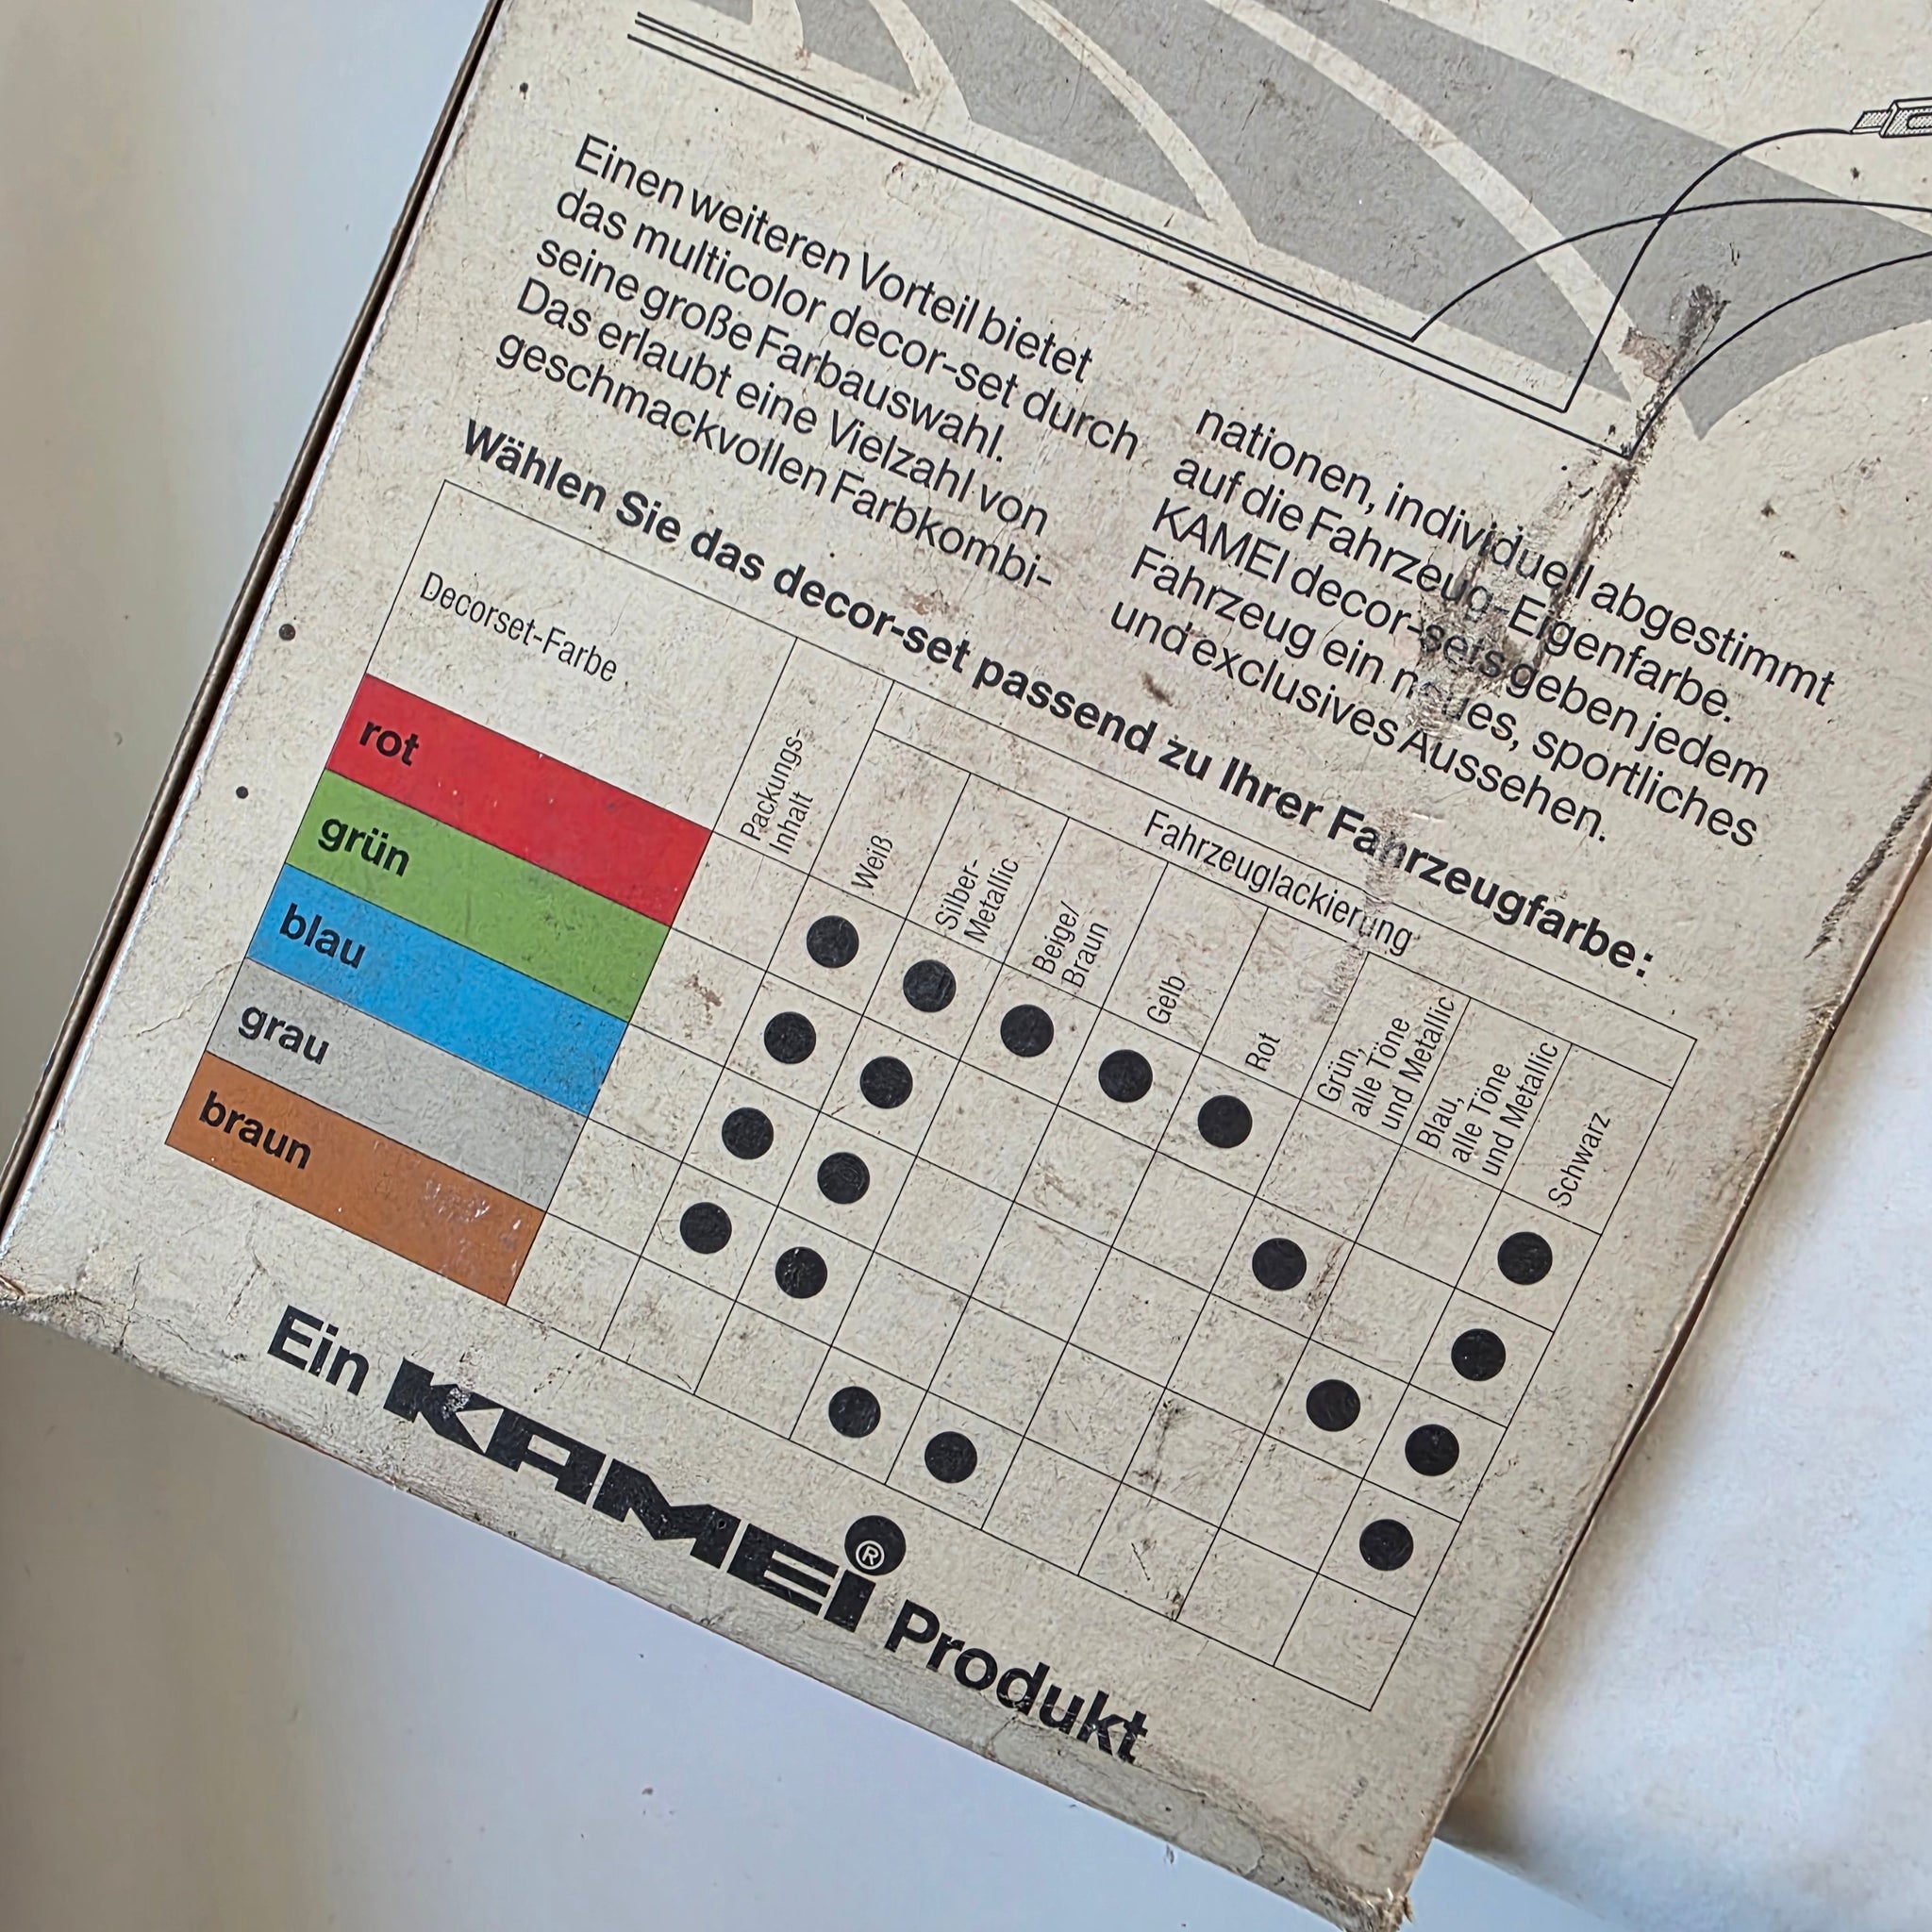 Einen weiteren Vorteil bietet
das multicolor decor-set durch
seine große Farbauswahl.
Das erlaubt eine Vielzahl von
geschmackvollen Farbkombi-
nationen, individuell abgestimmt
auf die Fahrzeug-Eigenfarbe.
KAMEI decor-sets geben jedem
Fahrzeug ein neues, sportliches
und exclusives Aussehen.
Wählen Sie das decor-set passend zu Ihrer Fahrzeugfarbe:
Decorset-Farbe
Packungs-
Inhalt
Fahrzeuglackierung
Weiß
Silber-
Metallic
Beige/
Braun
Gelb
Rot
Grün,
alle Töne
und Metallic
Blau,
alle Töne
und Metallic
Schwarz
rot
grün
blau
grau
braun
Ein KAMEI® Produkt